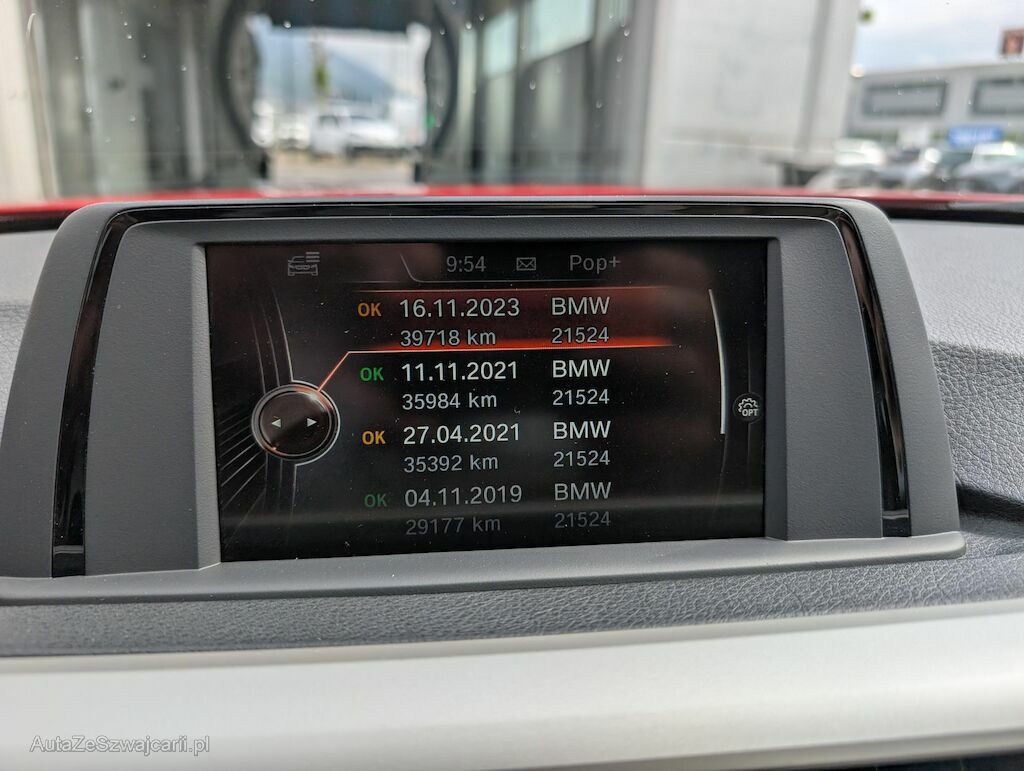 9:54 Pop+
OK 16.11.2023 BMW
39718 km 21524
OK 11.11.2021 BMW
35984 km 21524
OPT
OK 27.04.2021 BMW
35392 km 21524
OK 04.11.2019 BMW
29177 km 21524
AutaZeSzwajcarii.pl